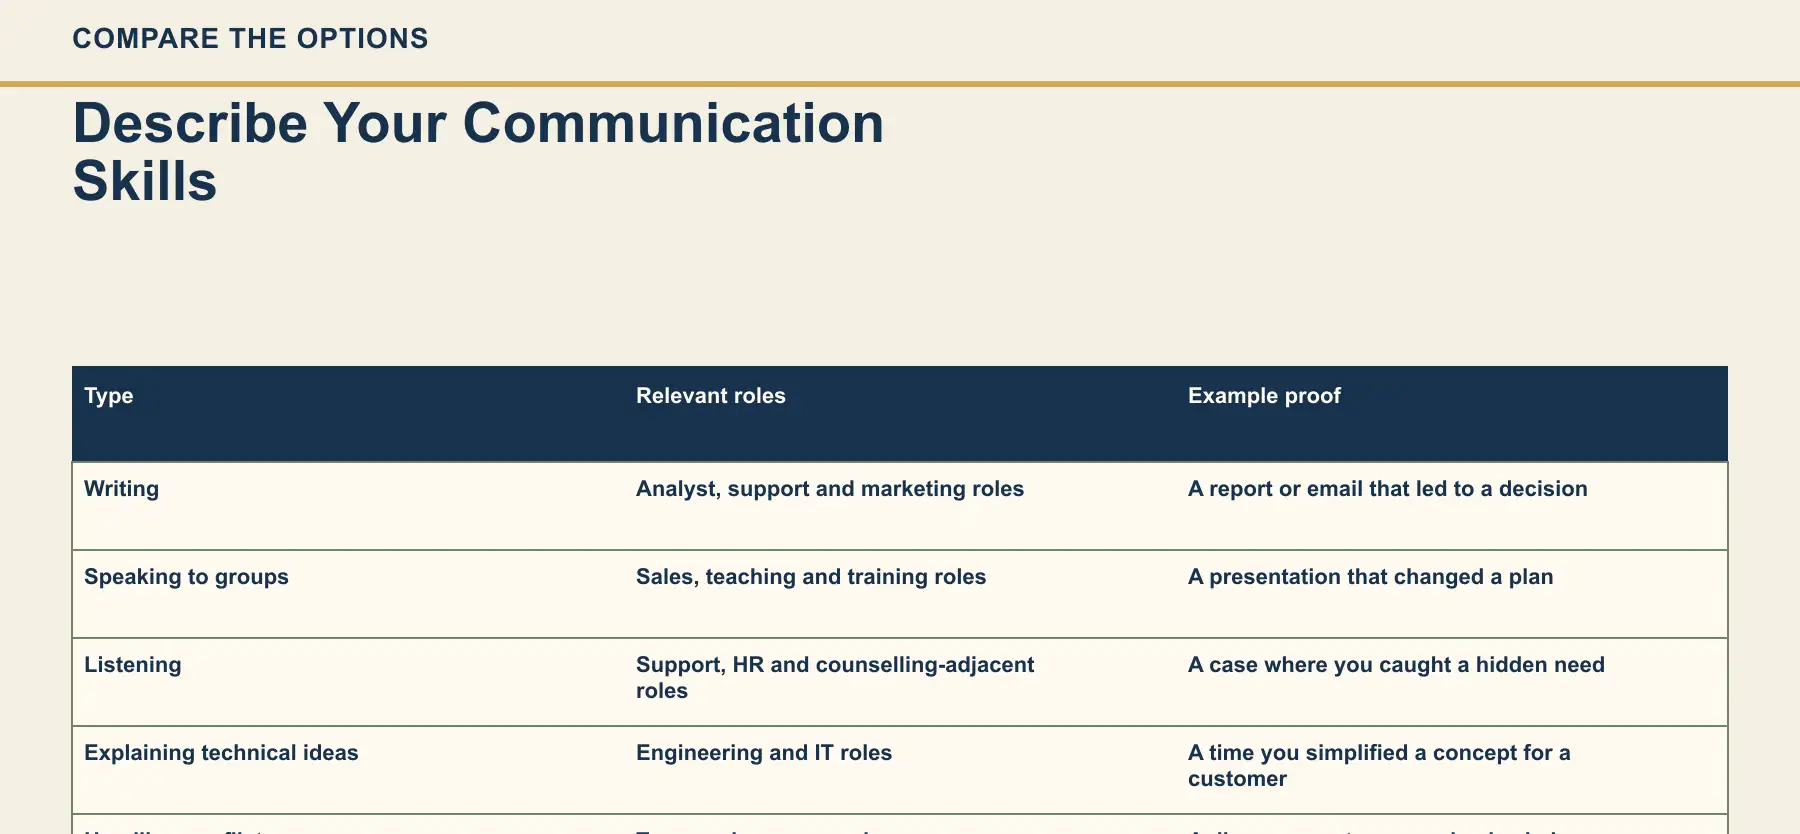 COMPARE THE OPTIONS
Describe Your Communication
Skills
Type Relevant roles Example proof
Writing Analyst, support and marketing roles A report or email that led to a decision
Speaking to groups Sales, teaching and training roles A presentation that changed a plan
Listening Support, HR and counselling-adjacent A case where you caught a hidden need
roles
Explaining technical ideas Engineering and IT roles A time you simplified a concept for a
customer